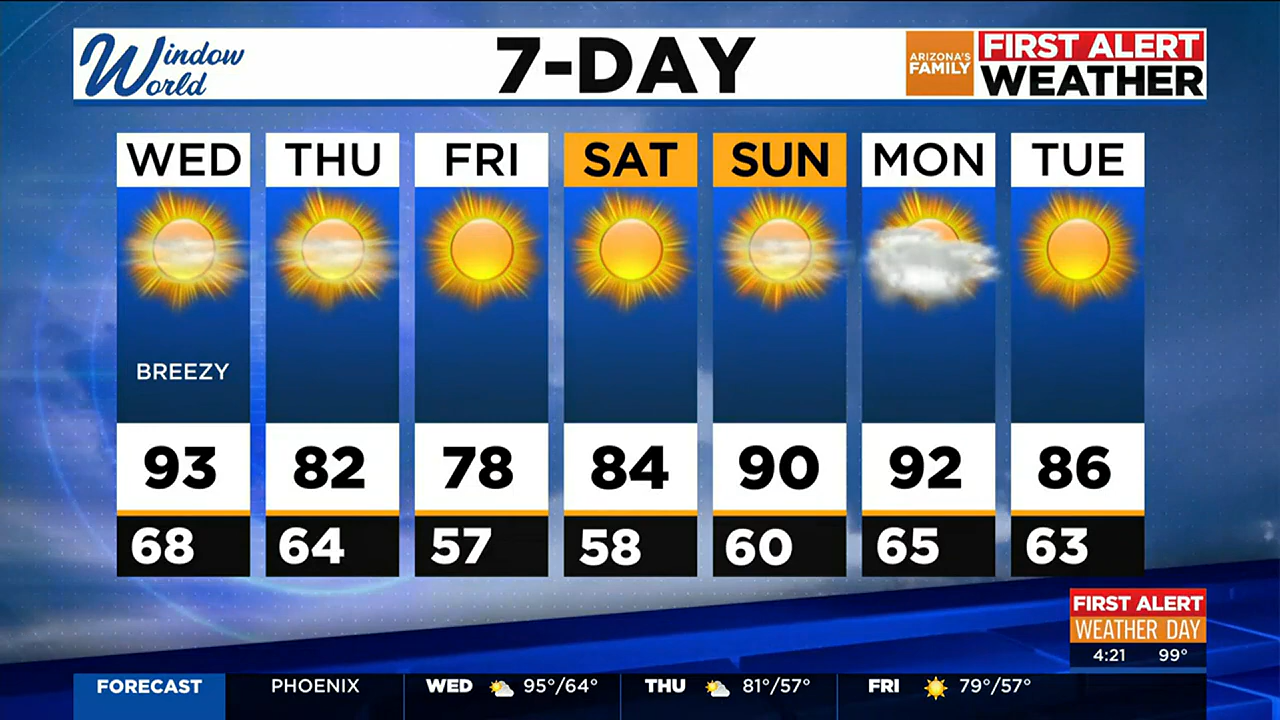 Window World
7-DAY
ARIZONA'S FAMILY
FIRST ALERT
WEATHER
WED THU FRI SAT SUN MON TUE
BREEZY
93 82 78 84 90 92 86
68 64 57 58 60 65 63
FIRST ALERT
WEATHER DAY
4:21 99°
FORECAST PHOENIX WED 95°/64° THU 81°/57° FRI 79°/57°